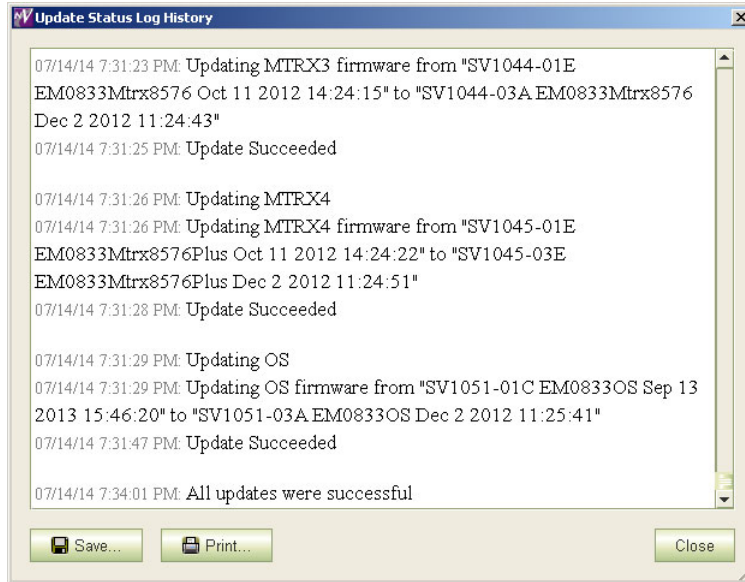 Update Status Log History
07/14/14 7:31:23 PM: Updating MTRX3 firmware from "SV1044-01E
EM0833Mtrx8576 Oct 11 2012 14:24:15" to "SV1044-03A EM0833Mtrx8576
Dec 2 2012 11:24:43"
07/14/14 7:31:25 PM: Update Succeeded
07/14/14 7:31:26 PM: Updating MTRX4
07/14/14 7:31:26 PM: Updating MTRX4 firmware from "SV1045-01E
EM0833Mtrx8576Plus Oct 11 2012 14:24:22" to "SV1045-03E
EM0833Mtrx8576Plus Dec 2 2012 11:24:51"
07/14/14 7:31:28 PM: Update Succeeded
07/14/14 7:31:29 PM: Updating OS
07/14/14 7:31:29 PM: Updating OS firmware from "SV1051-01C EM0833OS Sep 13
2013 15:46:20" to "SV1051-03A EM0833OS Dec 2 2012 11:25:41"
07/14/14 7:31:47 PM: Update Succeeded
07/14/14 7:34:01 PM: All updates were successful
Save...
Print...
Close